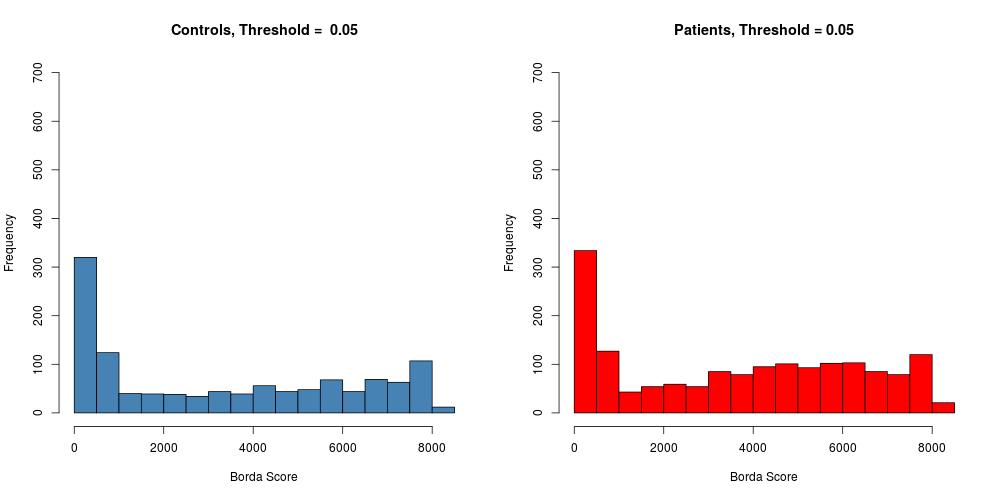 Controls, Threshold =  0.05
Frequency
0 100 200 300 400 500 600 700
0 2000 4000 6000 8000
Borda Score
Patients, Threshold = 0.05
Frequency
0 100 200 300 400 500 600 700
0 2000 4000 6000 8000
Borda Score